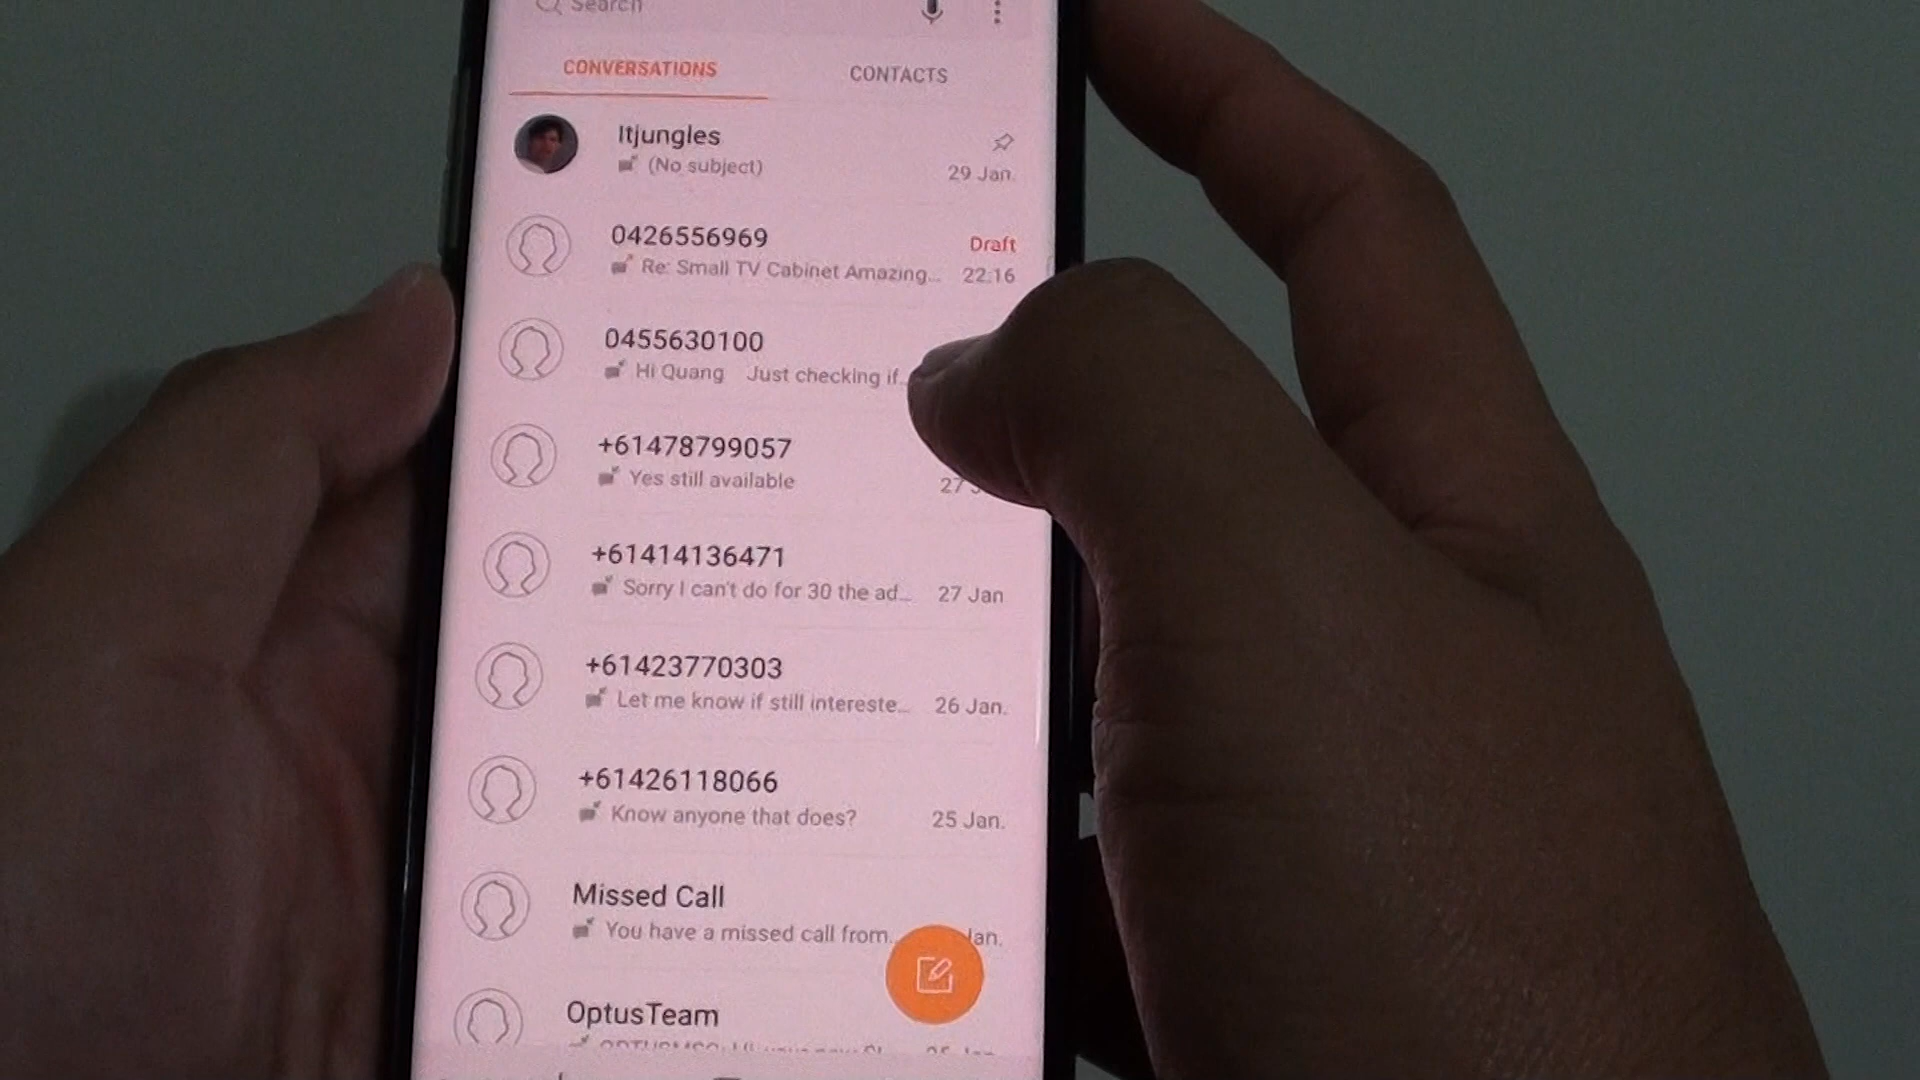 Search
CONVERSATIONS
CONTACTS
Itjungles
(No subject)
29 Jan.
0426556969
Draft
Re: Small TV Cabinet Amazing...
22:16
0455630100
Hi Quang Just checking if...
+61478799057
Yes still available
27
+61414136471
Sorry I can't do for 30 the ad...
27 Jan
+61423770303
Let me know if still intereste...
26 Jan.
+61426118066
Know anyone that does?
25 Jan.
Missed Call
You have a missed call from...
Jan.
OptusTeam